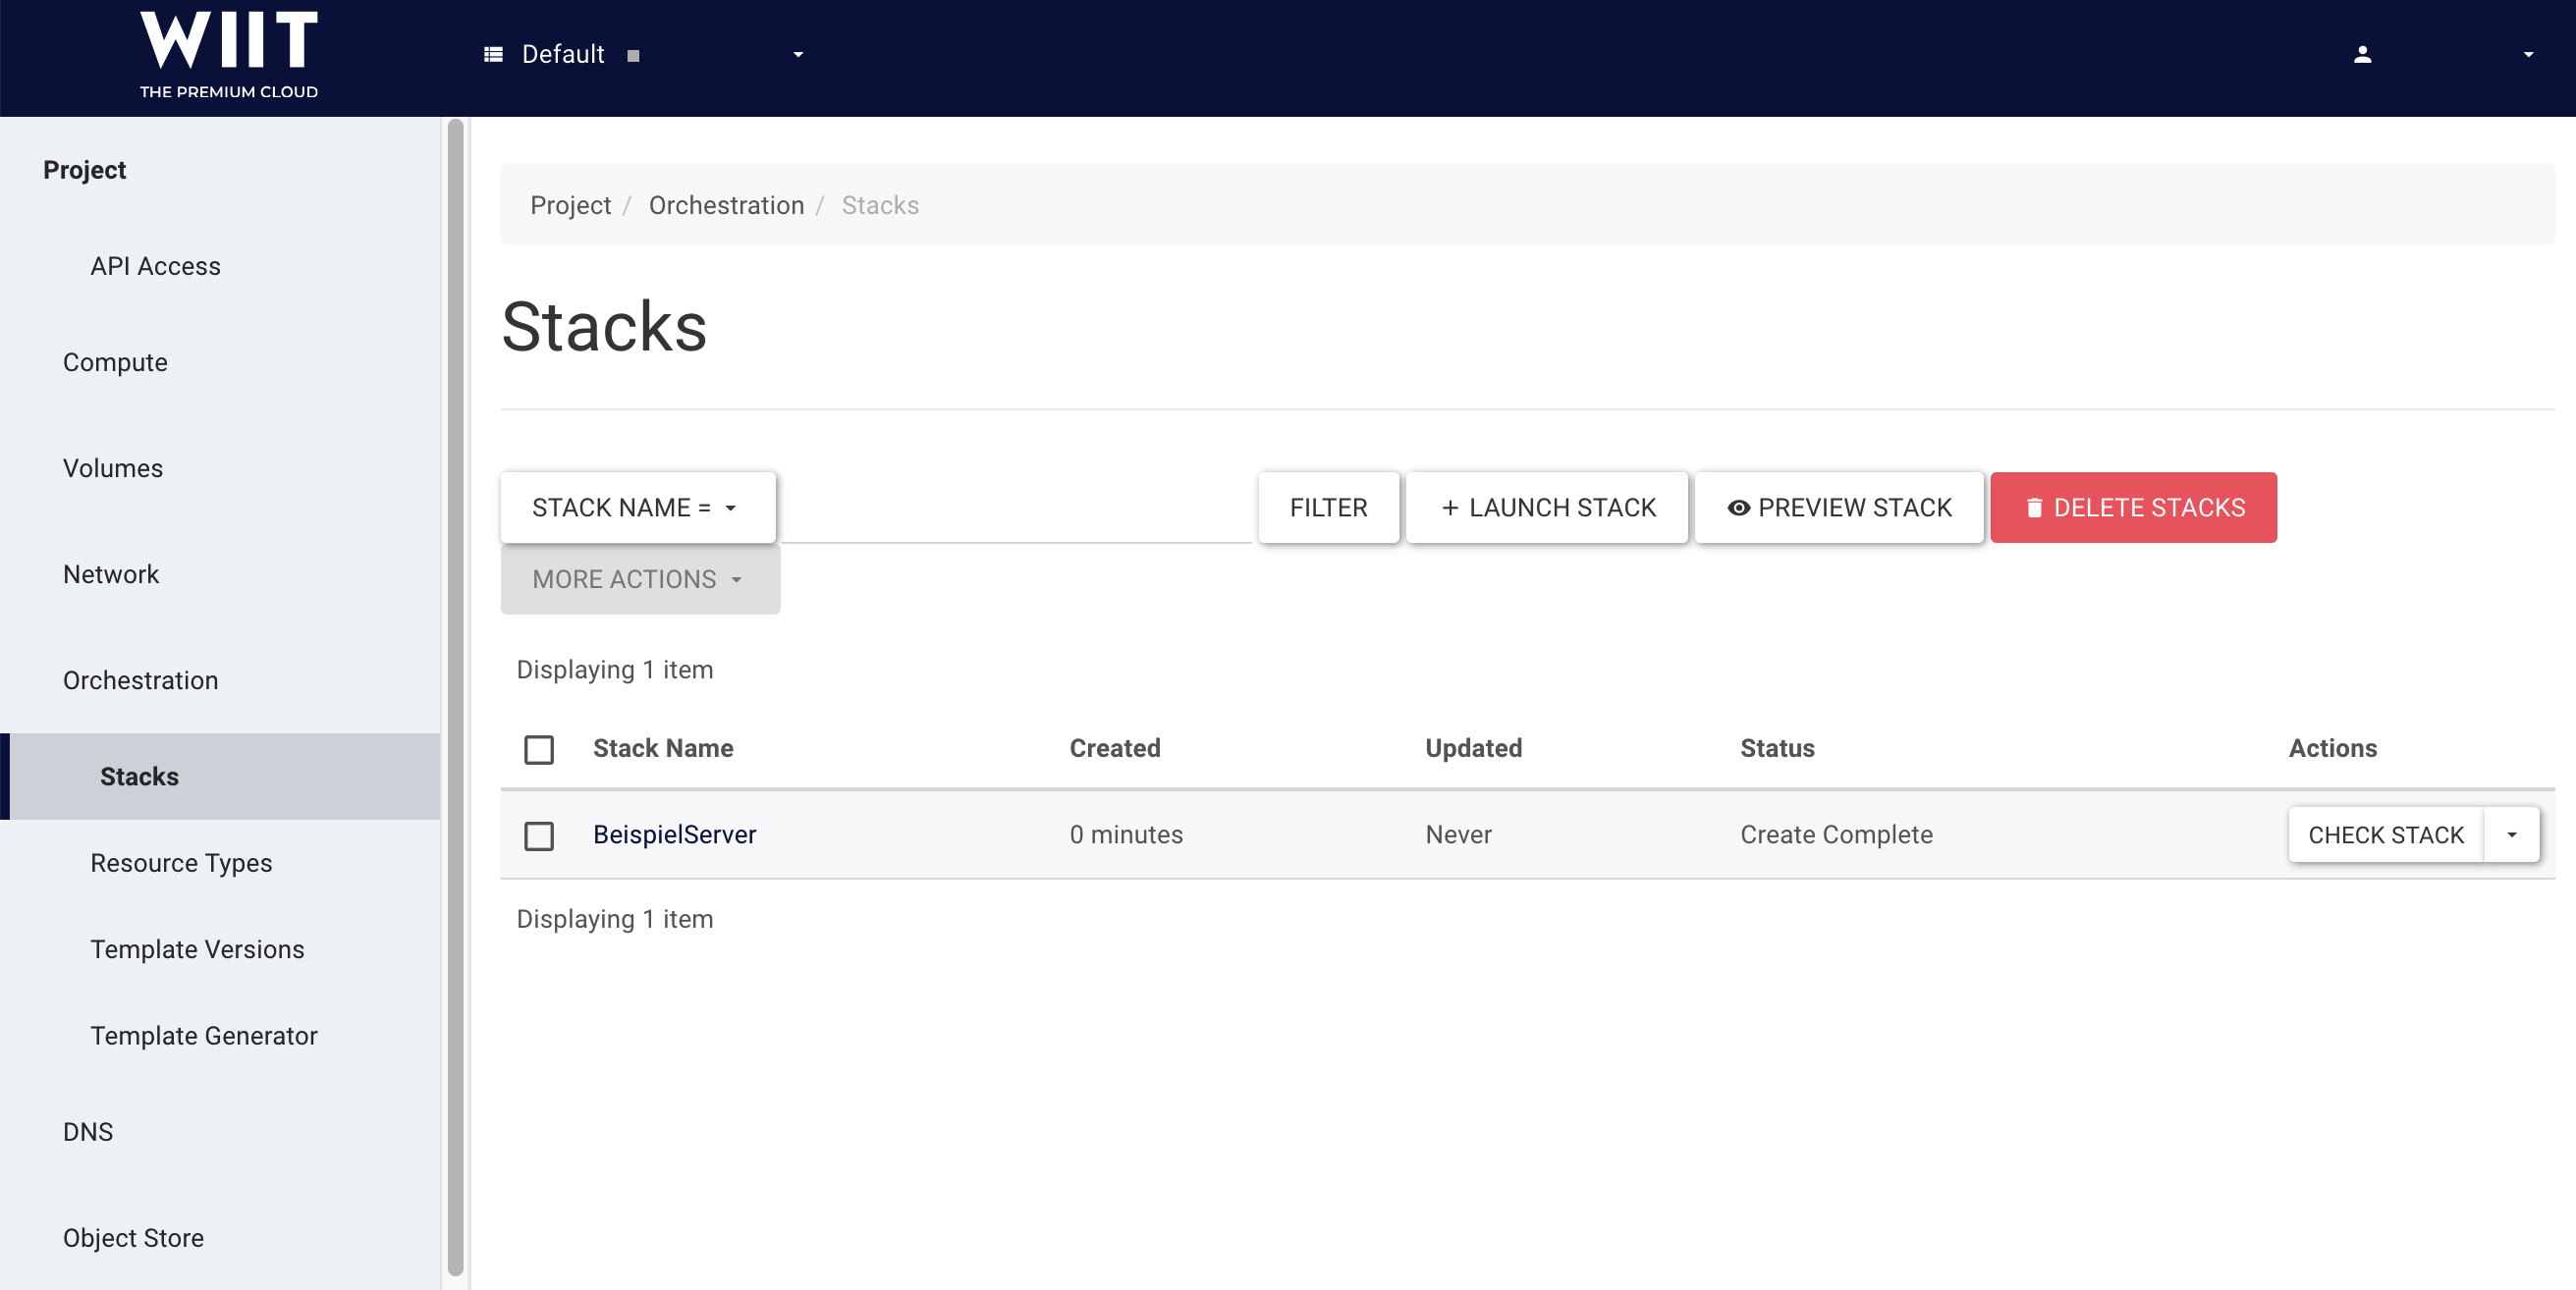 WIIT
THE PREMIUM CLOUD
Default
Project
API Access
Compute
Volumes
Network
Orchestration
Stacks
Resource Types
Template Versions
Template Generator
DNS
Object Store
Project / Orchestration / Stacks
Stacks
STACK NAME =
FILTER
+ LAUNCH STACK
PREVIEW STACK
DELETE STACKS
MORE ACTIONS
Displaying 1 item
Stack Name Created Updated Status Actions
BeispielServer 0 minutes Never Create Complete CHECK STACK
Displaying 1 item